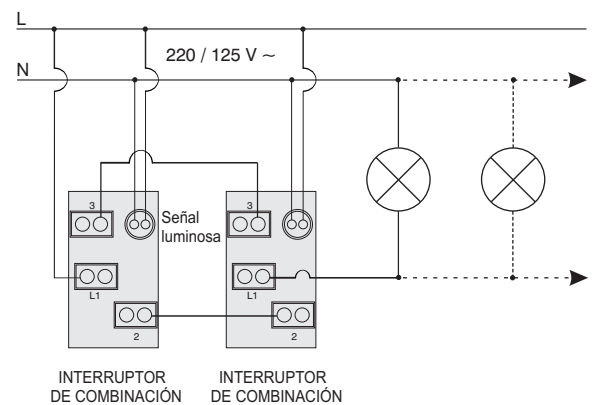 L
220 / 125 V ~
N
3
Señal
luminosa
3
L1
L1
2
2
INTERRUPTOR
DE COMBINACIÓN
INTERRUPTOR
DE COMBINACIÓN